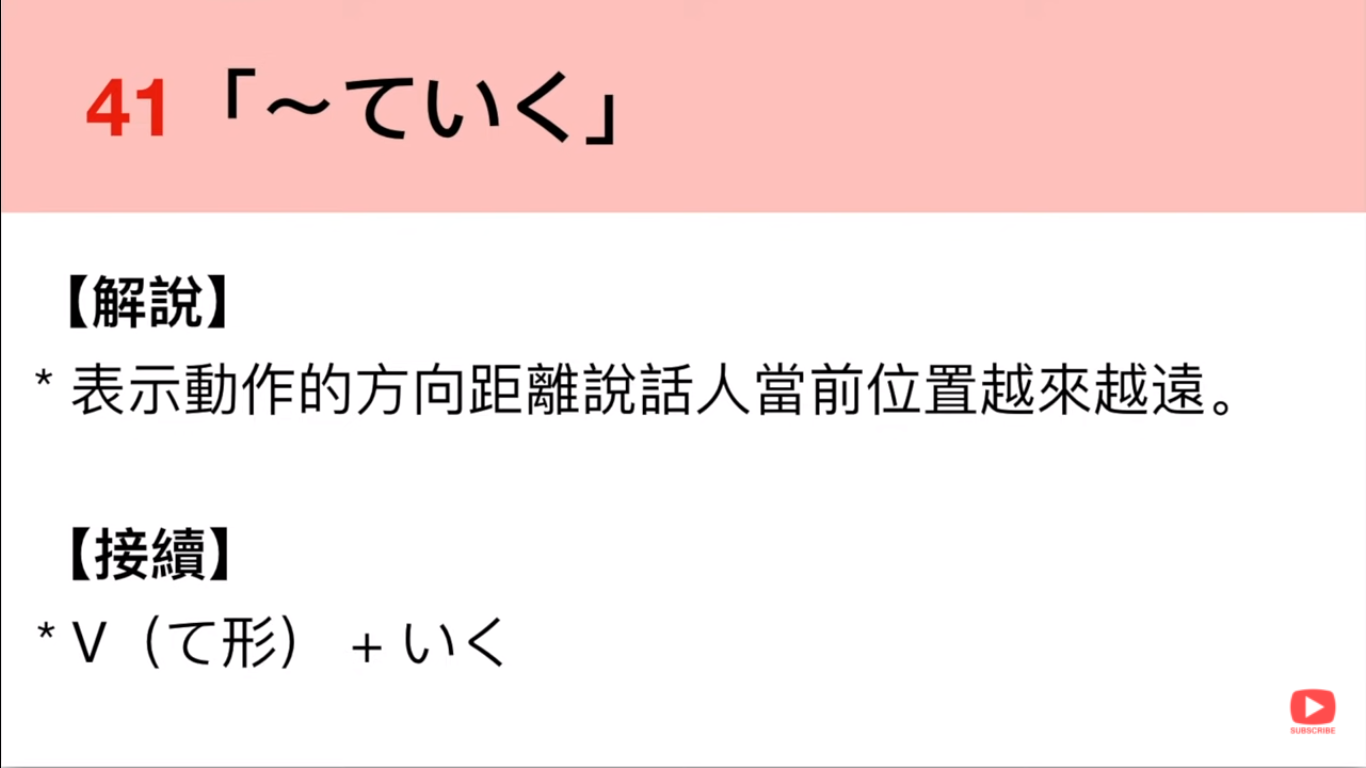 41「～ていく」
【解說】
* 表示動作的方向距離說話人當前位置越來越遠。
【接續】
* V（て形） + いく
SUBSCRIBE